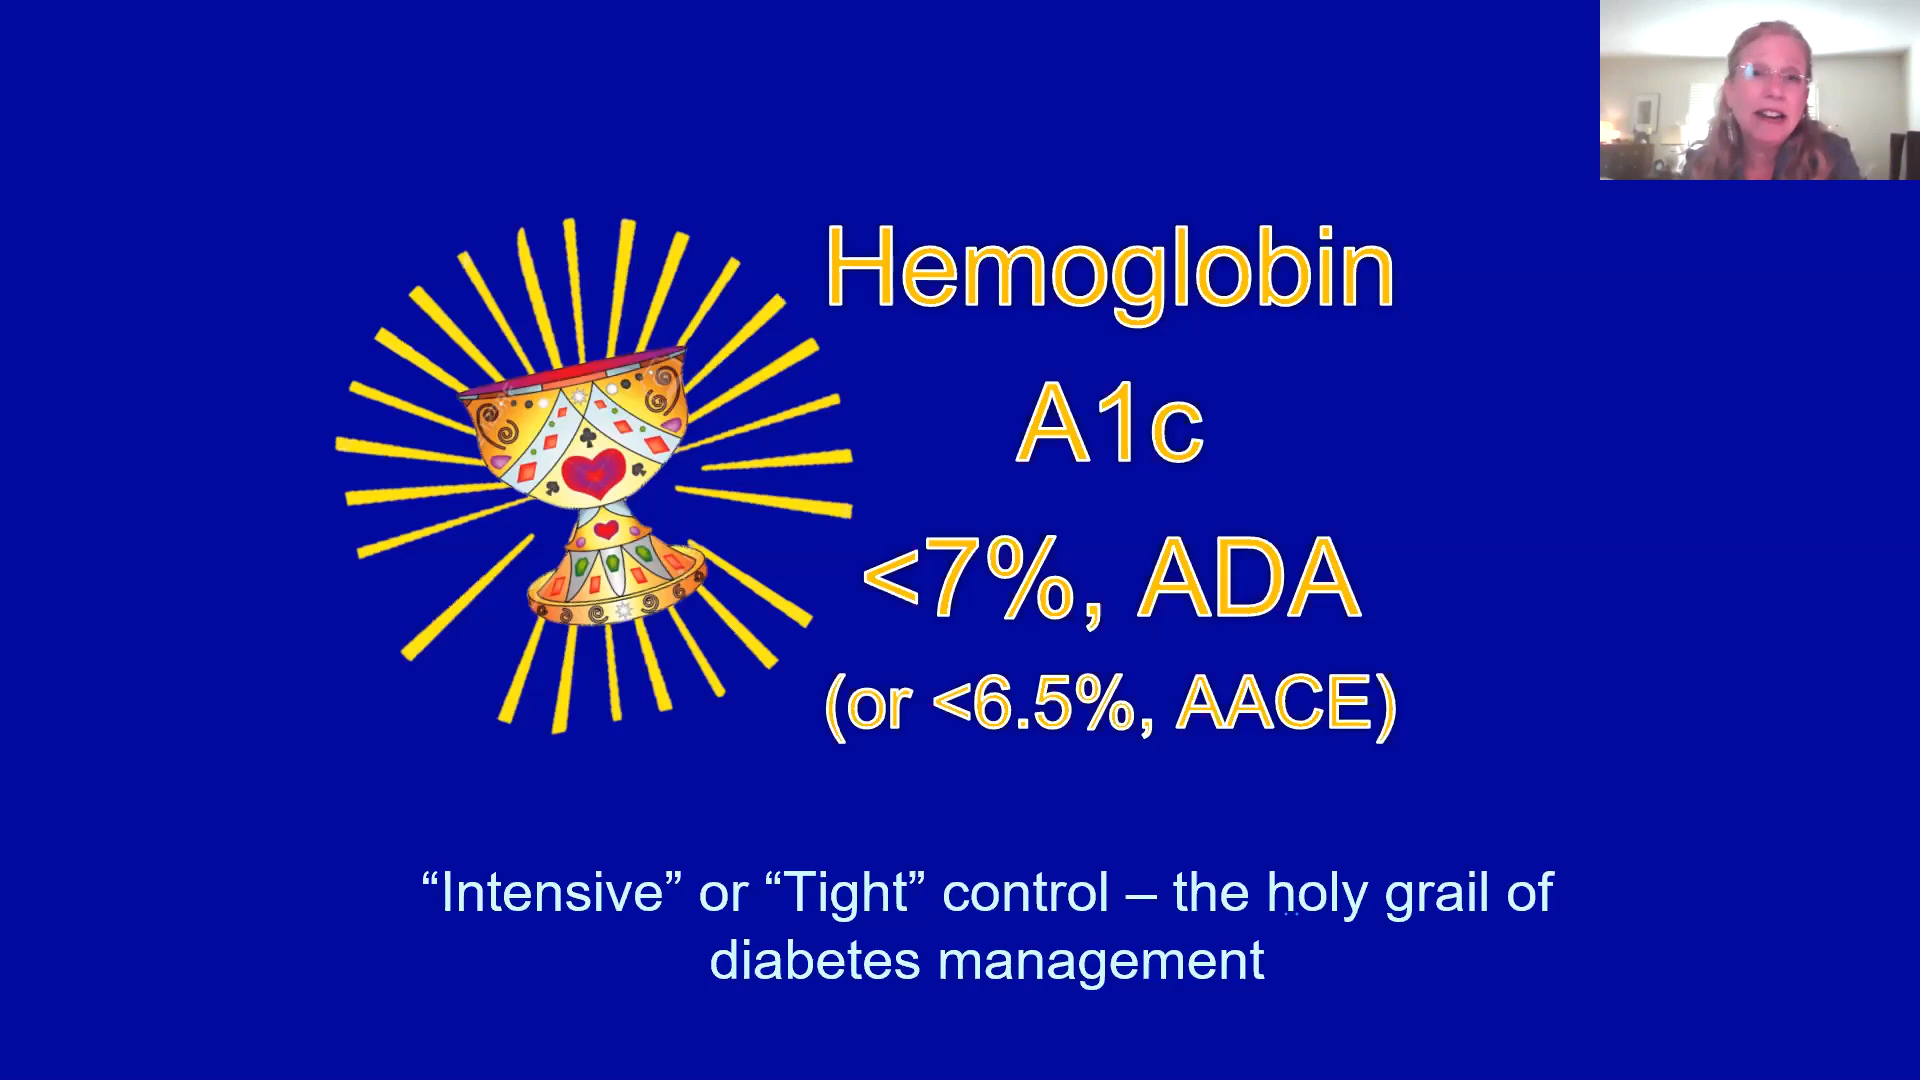 Hemoglobin
A1c
<7%, ADA
(or <6.5%, AACE)
“Intensive” or “Tight” control – the holy grail of
diabetes management